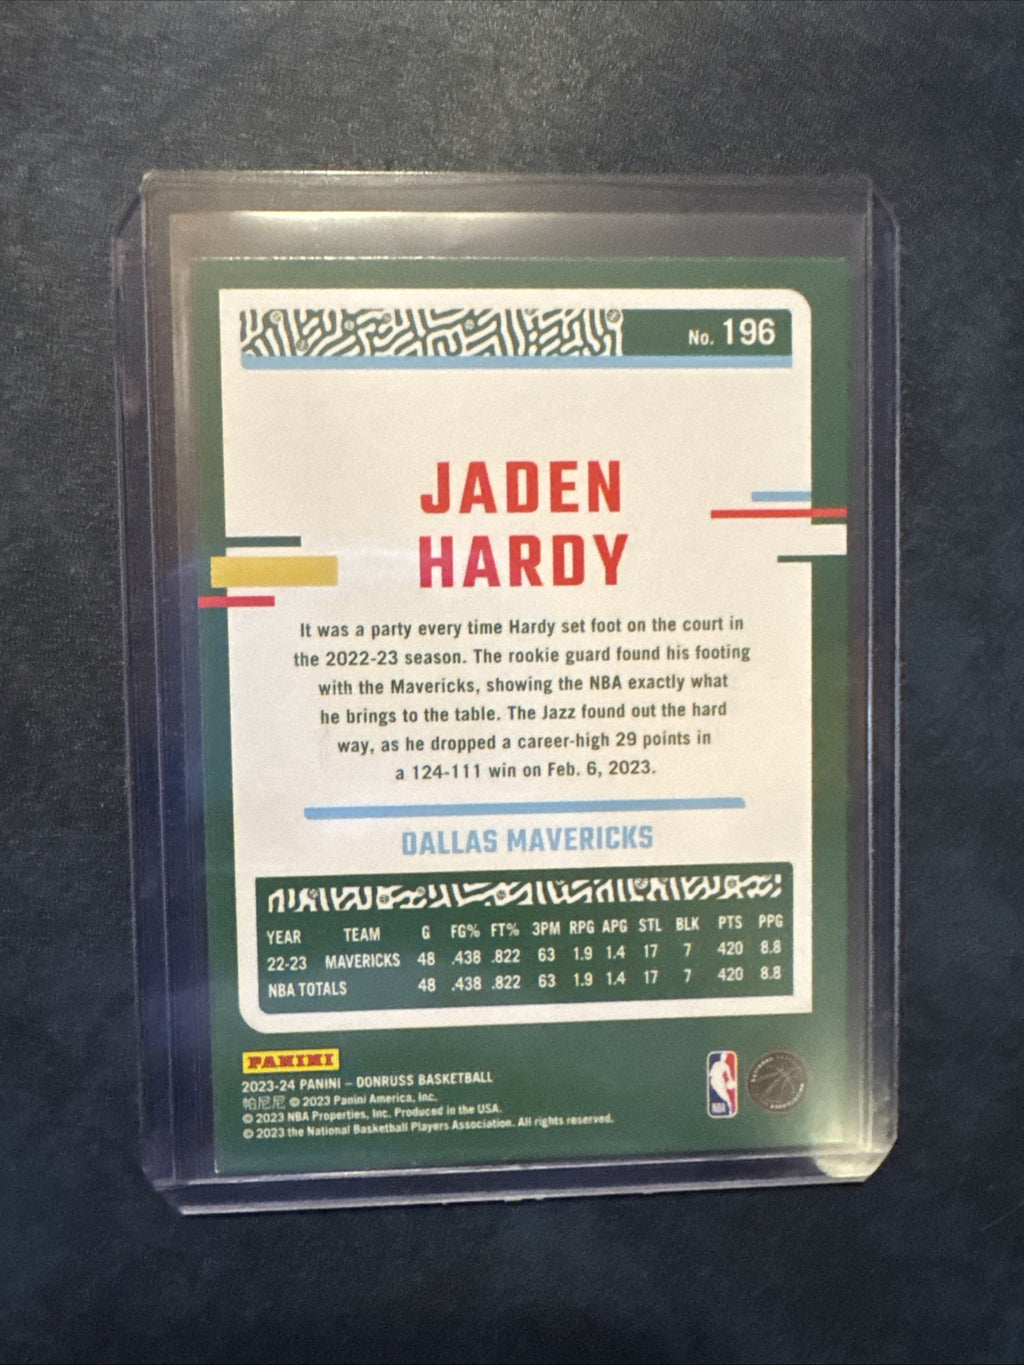 No. 196
JADEN
HARDY
It was a party every time Hardy set foot on the court in
the 2022-23 season. The rookie guard found his footing
with the Mavericks, showing the NBA exactly what
he brings to the table. The Jazz found out the hard
way, as he dropped a career-high 29 points in
a 124-111 win on Feb. 6, 2023.
DALLAS MAVERICKS
YEAR TEAM G FG% FT% 3PM RPG APG STL BLK PTS PPG
22-23 MAVERICKS 48 .438 .822 63 1.9 1.4 17 7 420 8.8
NBA TOTALS 48 .438 .822 63 1.9 1.4 17 7 420 8.8
PANINI
2023-24 PANINI – DONRUSS BASKETBALL
帕尼尼 © 2023 Panini America, Inc.
© 2023 NBA Properties, Inc. Produced in the USA.
© 2023 the National Basketball Players Association. All rights reserved.
NBA